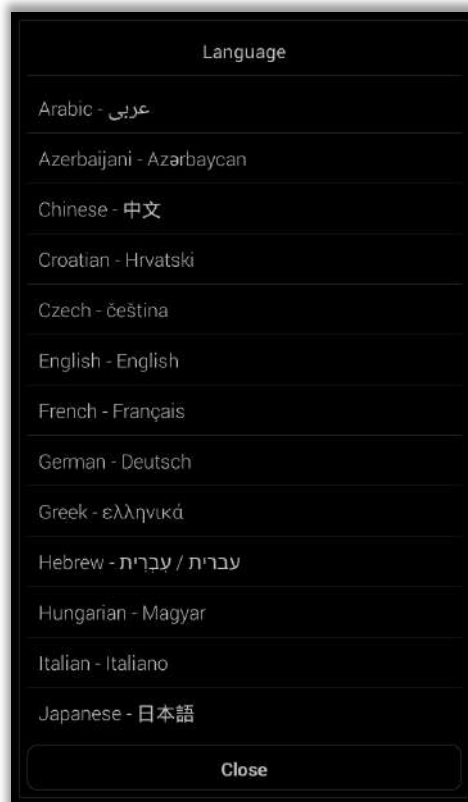 Language
Arabic - عربى
Azerbaijani - Azərbaycan
Chinese - 中文
Croatian - Hrvatski
Czech - čeština
English - English
French - Français
German - Deutsch
Greek - ελληνικά
Hebrew - עברית / עִבְרִית
Hungarian - Magyar
Italian - Italiano
Japanese - 日本語
Close